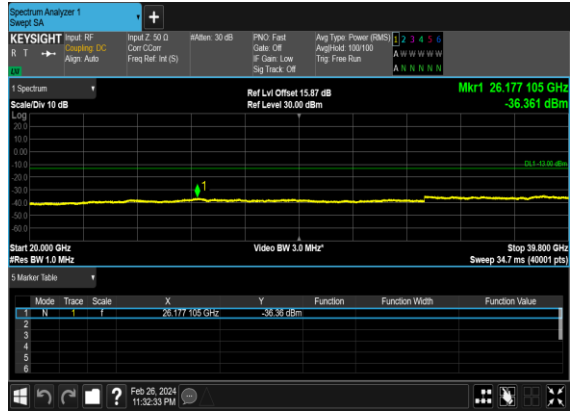 Spectrum Analyzer 1
Swept SA
+
KEYSIGHT Input: RF Input Z: 50 Ω #Atten: 30 dB PNO: Fast Avg Type: Power (RMS) 1 2 3 4 5 6
R T Coupling: DC Corr CCorr Gate: Off Avg|Hold: 100/100 A W W W W W
Align: Auto Freq Ref: Int (S) IF Gain: Low Trig: Free Run
Sig Track: Off A N N N N N
1 Spectrum Ref Lvl Offset 15.87 dB Mkr1 26.177 105 GHz
Scale/Div 10 dB Ref Level 30.00 dBm -36.361 dBm
Log
20.0
10.0
0.00
-10.0 DL1 -13.00 dBm
-20.0
-30.0 1
-40.0
-50.0
-60.0
Start 20.000 GHz Video BW 3.0 MHz* Stop 39.800 GHz
#Res BW 1.0 MHz Sweep 34.7 ms (40001 pts)
5 Marker Table
Mode Trace Scale X Y Function Function Width Function Value
1 N 1 f 26.177 105 GHz -36.36 dBm
2
3
4
5
6
? Feb 26, 2024
11:32:33 PM